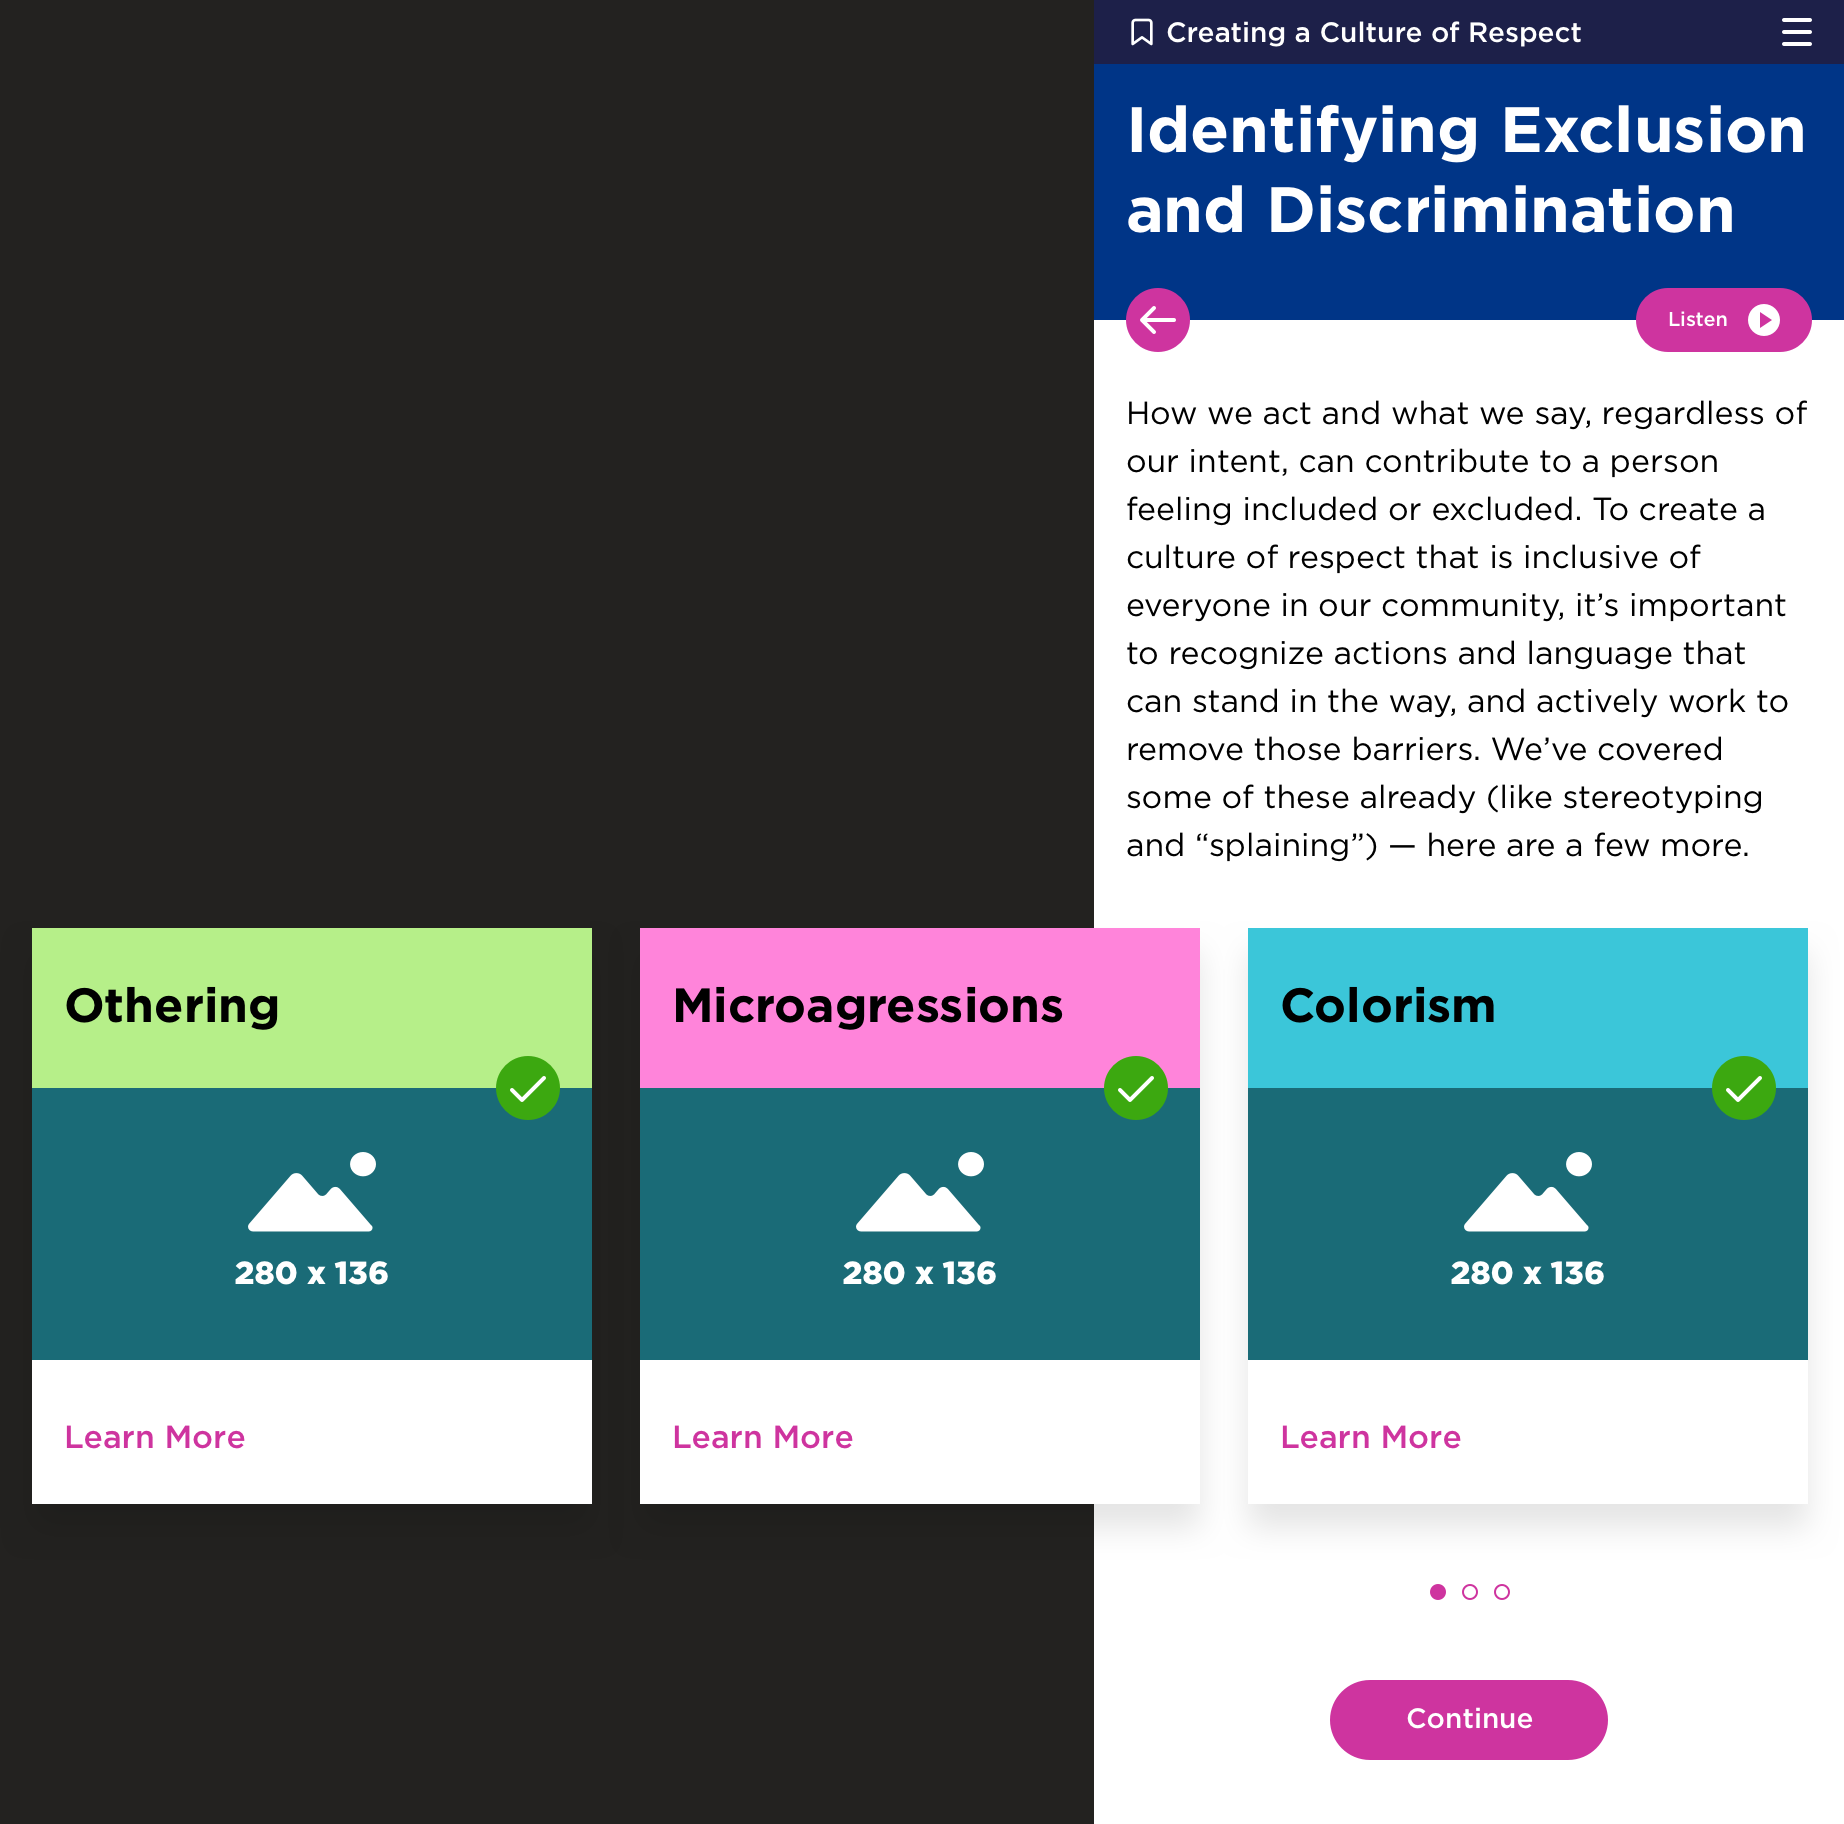 Creating a Culture of Respect
Identifying Exclusion
and Discrimination
Listen
How we act and what we say, regardless of
our intent, can contribute to a person
feeling included or excluded. To create a
culture of respect that is inclusive of
everyone in our community, it’s important
to recognize actions and language that
can stand in the way, and actively work to
remove those barriers. We’ve covered
some of these already (like stereotyping
and “splaining”) — here are a few more.
Othering
280 x 136
Learn More
Microagressions
280 x 136
Learn More
Colorism
280 x 136
Learn More
Continue